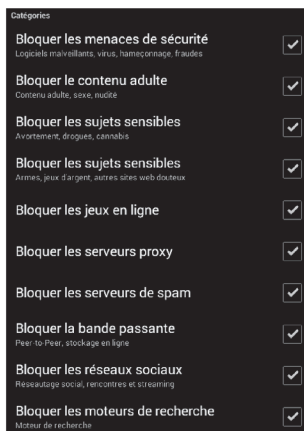 Catégories
Bloquer les menaces de sécurité
Logiciels malveillants, virus, hameçonnage, fraudes
Bloquer le contenu adulte
Contenu adulte, sexe, nudité
Bloquer les sujets sensibles
Avortement, drogues, cannabis
Bloquer les sujets sensibles
Armes, jeux d'argent, autres sites web douteux
Bloquer les jeux en ligne
Bloquer les serveurs proxy
Bloquer les serveurs de spam
Bloquer la bande passante
Peer-to-Peer, stockage en ligne
Bloquer les réseaux sociaux
Réseautage social, rencontres et streaming
Bloquer les moteurs de recherche
Moteur de recherche